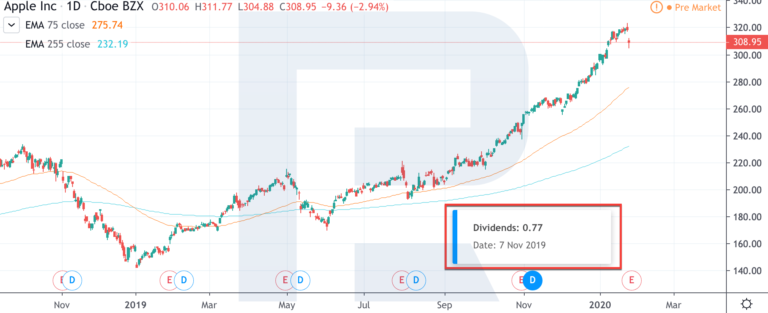 Apple Inc • 1D • Cboe BZX O310.06 H311.77 L304.88 C308.95 −9.36 (−2.94%)
Pre Market
EMA 75 close 275.74
EMA 255 close 232.19
340.00
320.00
308.95
300.00
280.00
260.00
240.00
220.00
200.00
180.00
160.00
140.00
Dividends: 0.77
Date: 7 Nov 2019
E D E D E D E D E D E
Nov 2019 Mar May Jul Sep Nov 2020 Mar